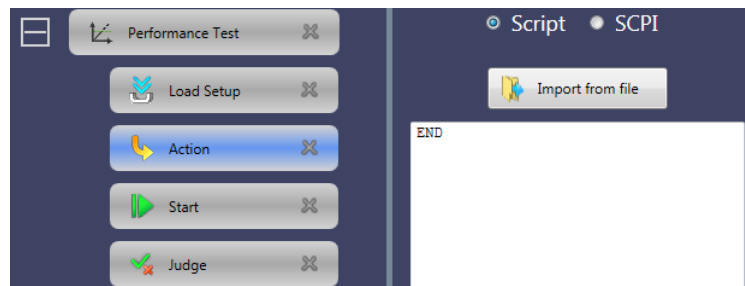 Performance Test
Load Setup
Action
Start
Judge
Script
SCPI
Import from file
END